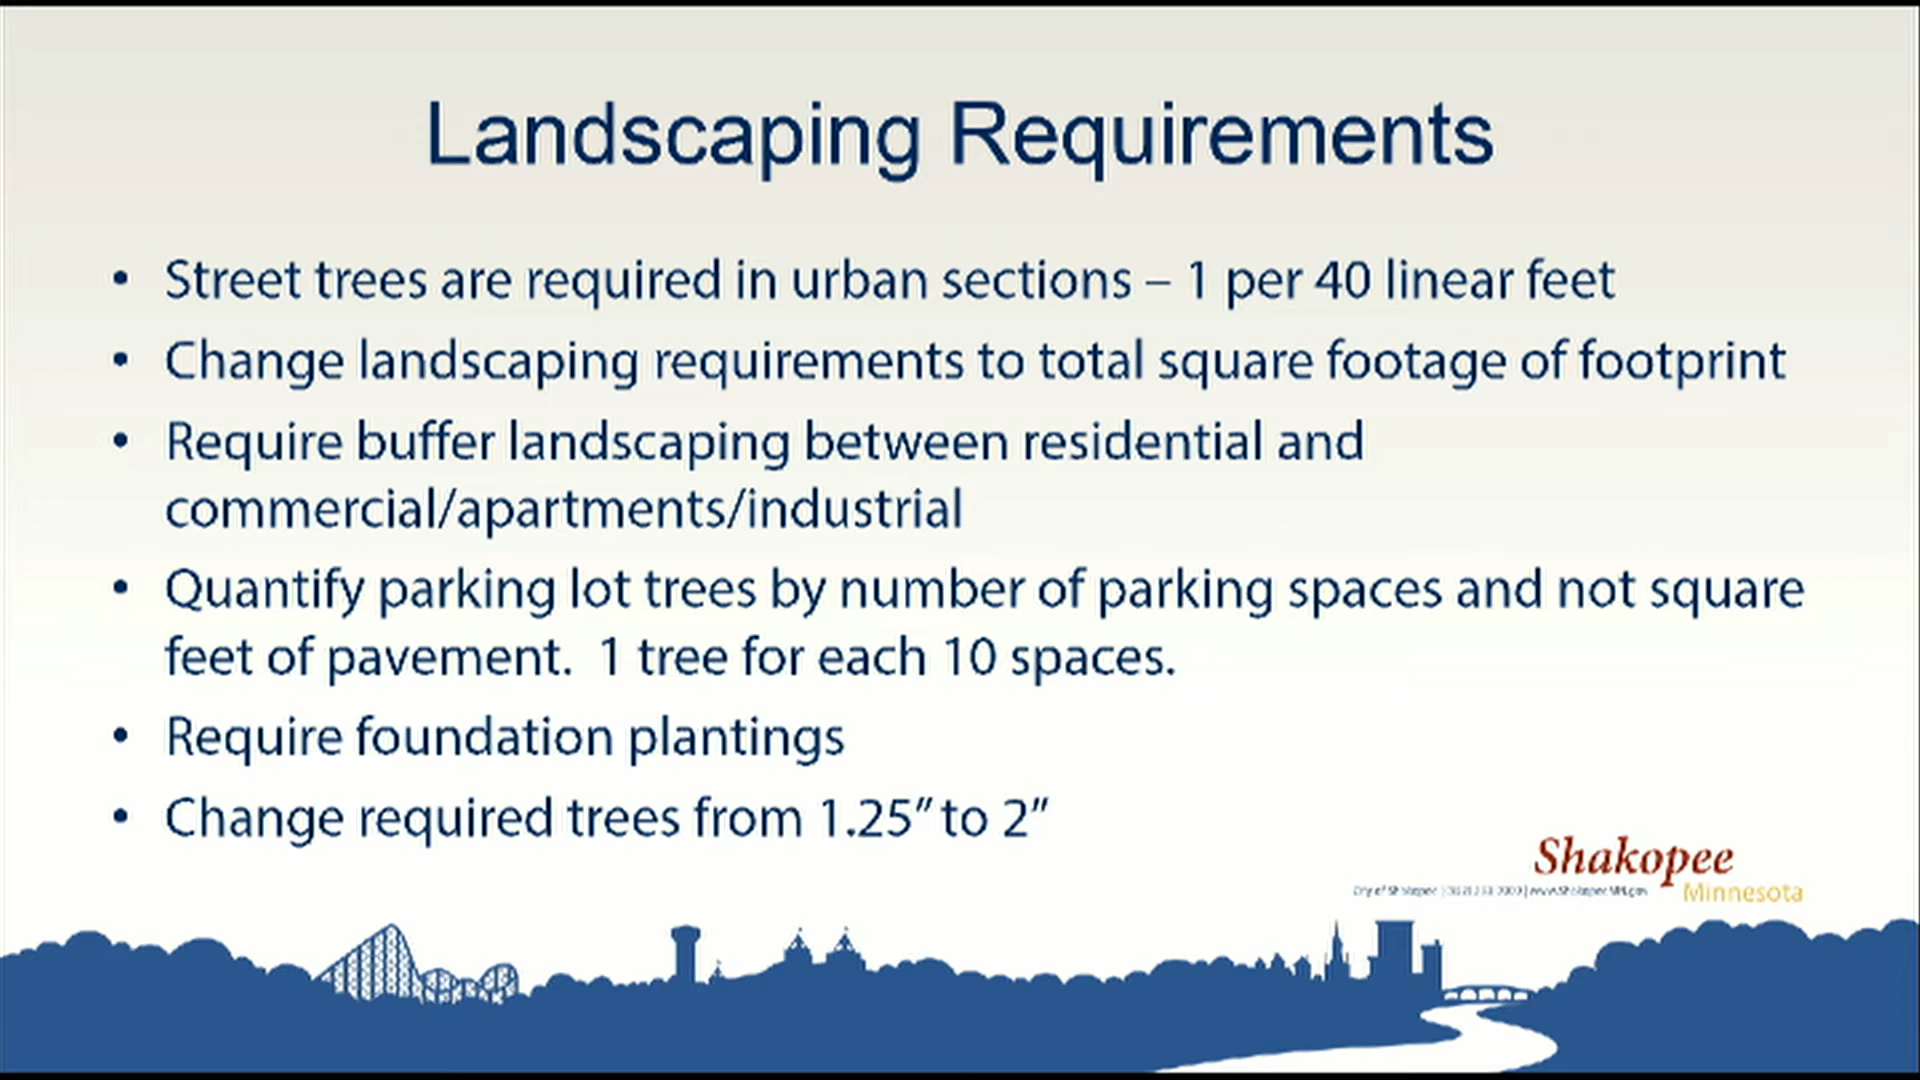 Landscaping Requirements
• Street trees are required in urban sections – 1 per 40 linear feet
• Change landscaping requirements to total square footage of footprint
• Require buffer landscaping between residential and
commercial/apartments/industrial
• Quantify parking lot trees by number of parking spaces and not square
feet of pavement.  1 tree for each 10 spaces.
• Require foundation plantings
• Change required trees from 1.25” to 2”
Shakopee
City of Shakopee
Minnesota